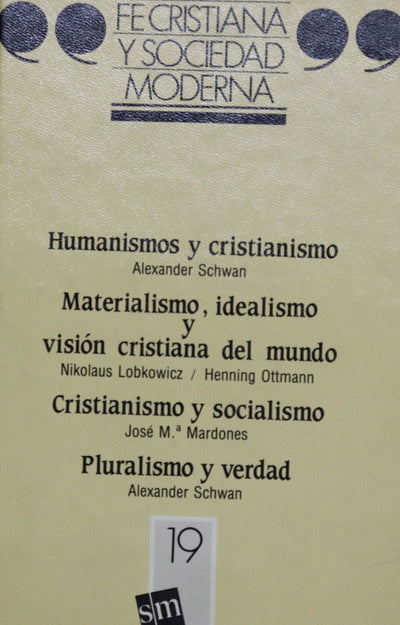 FE CRISTIANA
Y SOCIEDAD
MODERNA
Humanismos y cristianismo
Alexander Schwan
Materialismo, idealismo
y
visión cristiana del mundo
Nikolaus Lobkowicz / Henning Ottmann
Cristianismo y socialismo
José M.ª Mardones
Pluralismo y verdad
Alexander Schwan
19
s/m